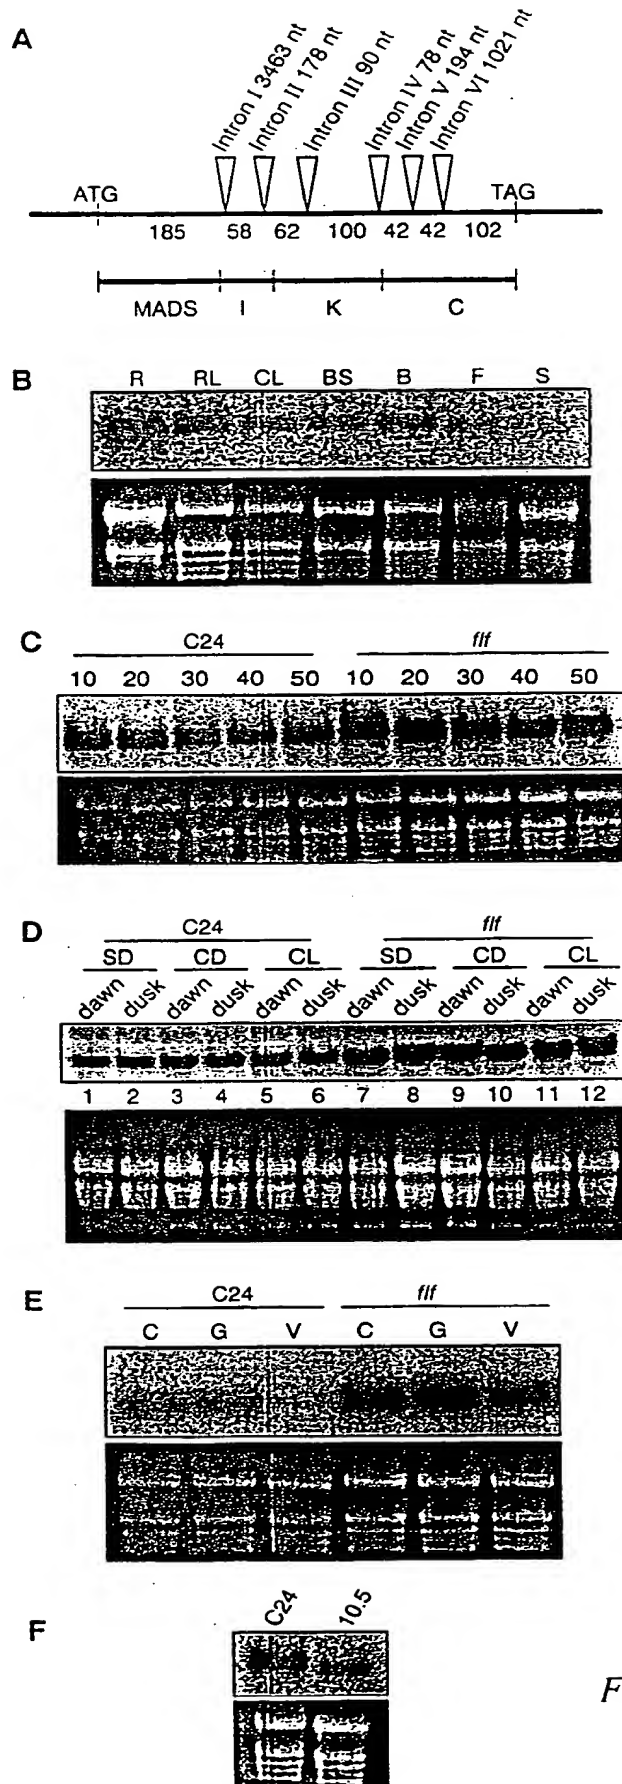 A
Intron I 3463 nt
Intron II 178 nt
Intron III 90 nt
Intron IV 78 nt
Intron V 194 nt
Intron VI 1021 nt
ATG TAG
185 58 62 100 42 42 102
MADS I K C
B
R RL CL BS B F S
C
C24 flf
10 20 30 40 50 10 20 30 40 50
D
C24 flf
SD CD CL SD CD CL
dawn dusk dawn dusk dawn dusk dawn dusk dawn dusk dawn dusk
1 2 3 4 5 6 7 8 9 10 11 12
E
C24 flf
C G V C G V
F
C24 10.5
F